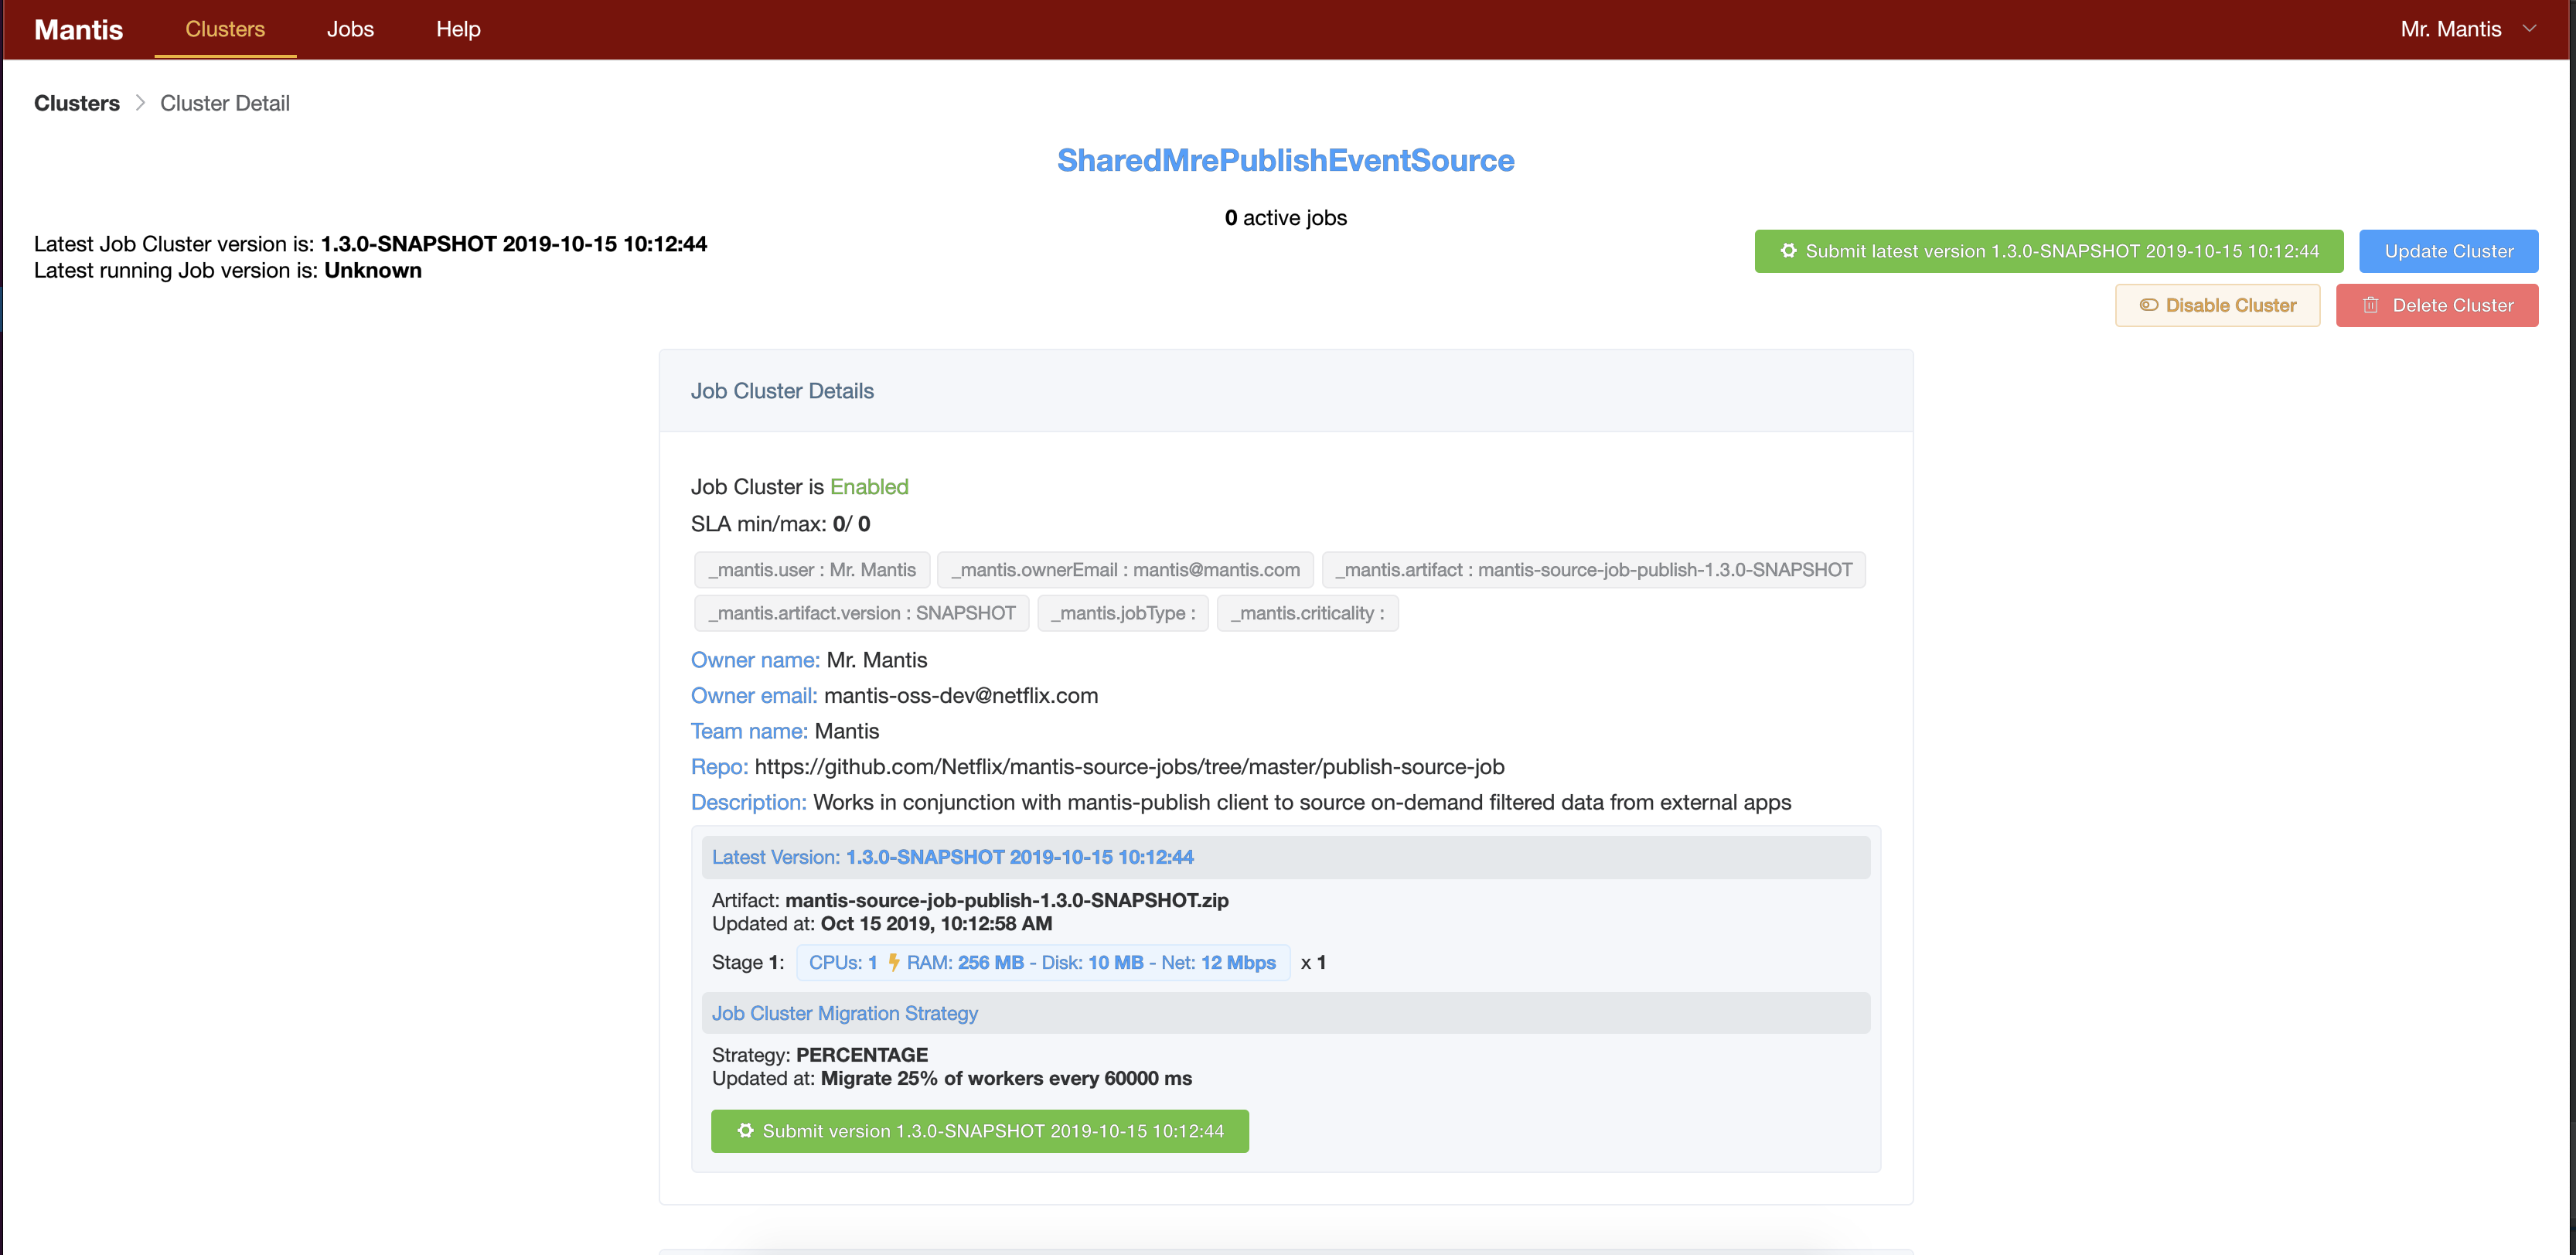 Mantis Clusters Jobs Help Mr. Mantis
Clusters Cluster Detail
SharedMrePublishEventSource
0 active jobs
Latest Job Cluster version is: 1.3.0-SNAPSHOT 2019-10-15 10:12:44
Latest running Job version is: Unknown
Submit latest version 1.3.0-SNAPSHOT 2019-10-15 10:12:44 Update Cluster
Disable Cluster Delete Cluster
Job Cluster Details
Job Cluster is Enabled
SLA min/max: 0/ 0
_mantis.user : Mr. Mantis _mantis.ownerEmail : mantis@mantis.com _mantis.artifact : mantis-source-job-publish-1.3.0-SNAPSHOT
_mantis.artifact.version : SNAPSHOT _mantis.jobType : _mantis.criticality :
Owner name: Mr. Mantis
Owner email: mantis-oss-dev@netflix.com
Team name: Mantis
Repo: https://github.com/Netflix/mantis-source-jobs/tree/master/publish-source-job
Description: Works in conjunction with mantis-publish client to source on-demand filtered data from external apps
Latest Version: 1.3.0-SNAPSHOT 2019-10-15 10:12:44
Artifact: mantis-source-job-publish-1.3.0-SNAPSHOT.zip
Updated at: Oct 15 2019, 10:12:58 AM
Stage 1: CPUs: 1 ⚡ RAM: 256 MB - Disk: 10 MB - Net: 12 Mbps x 1
Job Cluster Migration Strategy
Strategy: PERCENTAGE
Updated at: Migrate 25% of workers every 60000 ms
Submit version 1.3.0-SNAPSHOT 2019-10-15 10:12:44